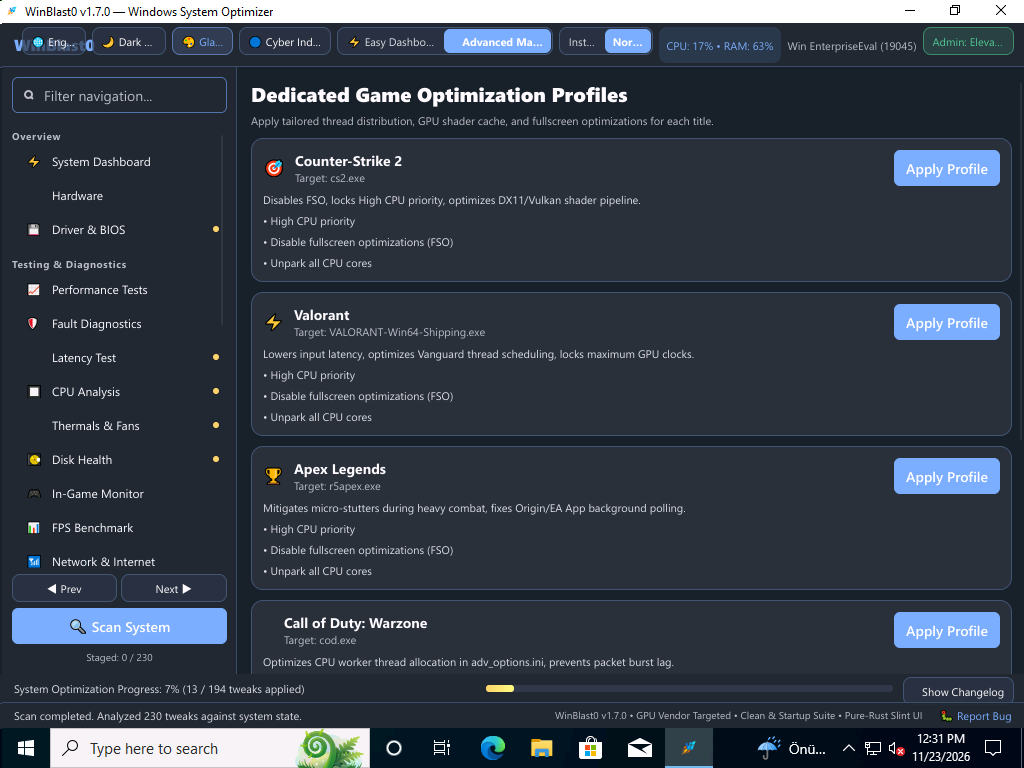 WinBlast0 v1.7.0 — Windows System Optimizer
Eng...
Dark ...
Gla...
Cyber Ind...
Easy Dashbo...
Advanced Ma...
Inst...
Nor...
CPU: 17% • RAM: 63%
Win EnterpriseEval (19045)
Admin: Eleva...
Filter navigation...
Overview
System Dashboard
Hardware
Driver & BIOS
Testing & Diagnostics
Performance Tests
Fault Diagnostics
Latency Test
CPU Analysis
Thermals & Fans
Disk Health
In-Game Monitor
FPS Benchmark
Network & Internet
Prev
Next
Scan System
Staged: 0 / 230
Dedicated Game Optimization Profiles
Apply tailored thread distribution, GPU shader cache, and fullscreen optimizations for each title.
Counter-Strike 2
Target: cs2.exe
Apply Profile
Disables FSO, locks High CPU priority, optimizes DX11/Vulkan shader pipeline.
• High CPU priority
• Disable fullscreen optimizations (FSO)
• Unpark all CPU cores
Valorant
Target: VALORANT-Win64-Shipping.exe
Apply Profile
Lowers input latency, optimizes Vanguard thread scheduling, locks maximum GPU clocks.
• High CPU priority
• Disable fullscreen optimizations (FSO)
• Unpark all CPU cores
Apex Legends
Target: r5apex.exe
Apply Profile
Mitigates micro-stutters during heavy combat, fixes Origin/EA App background polling.
• High CPU priority
• Disable fullscreen optimizations (FSO)
• Unpark all CPU cores
Call of Duty: Warzone
Target: cod.exe
Apply Profile
Optimizes CPU worker thread allocation in adv_options.ini, prevents packet burst lag.
System Optimization Progress: 7% (13 / 194 tweaks applied)
Show Changelog
Scan completed. Analyzed 230 tweaks against system state.
WinBlast0 v1.7.0 • GPU Vendor Targeted • Clean & Startup Suite • Pure-Rust Slint UI
Report Bug
Type here to search
Önü...
12:31 PM
11/23/2026